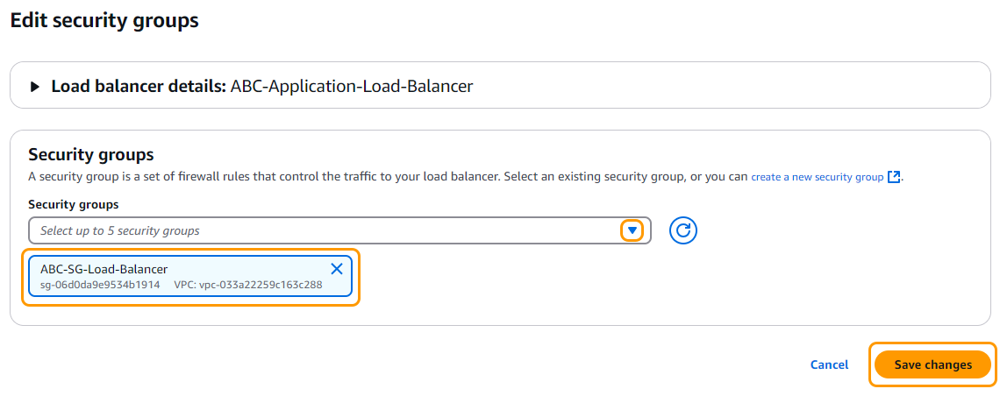 Edit security groups
Load balancer details: ABC-Application-Load-Balancer
Security groups
A security group is a set of firewall rules that control the traffic to your load balancer. Select an existing security group, or you can create a new security group.
Security groups
Select up to 5 security groups
ABC-SG-Load-Balancer
sg-06d0da9e9534b1914 VPC: vpc-033a22259c163c288
Cancel Save changes